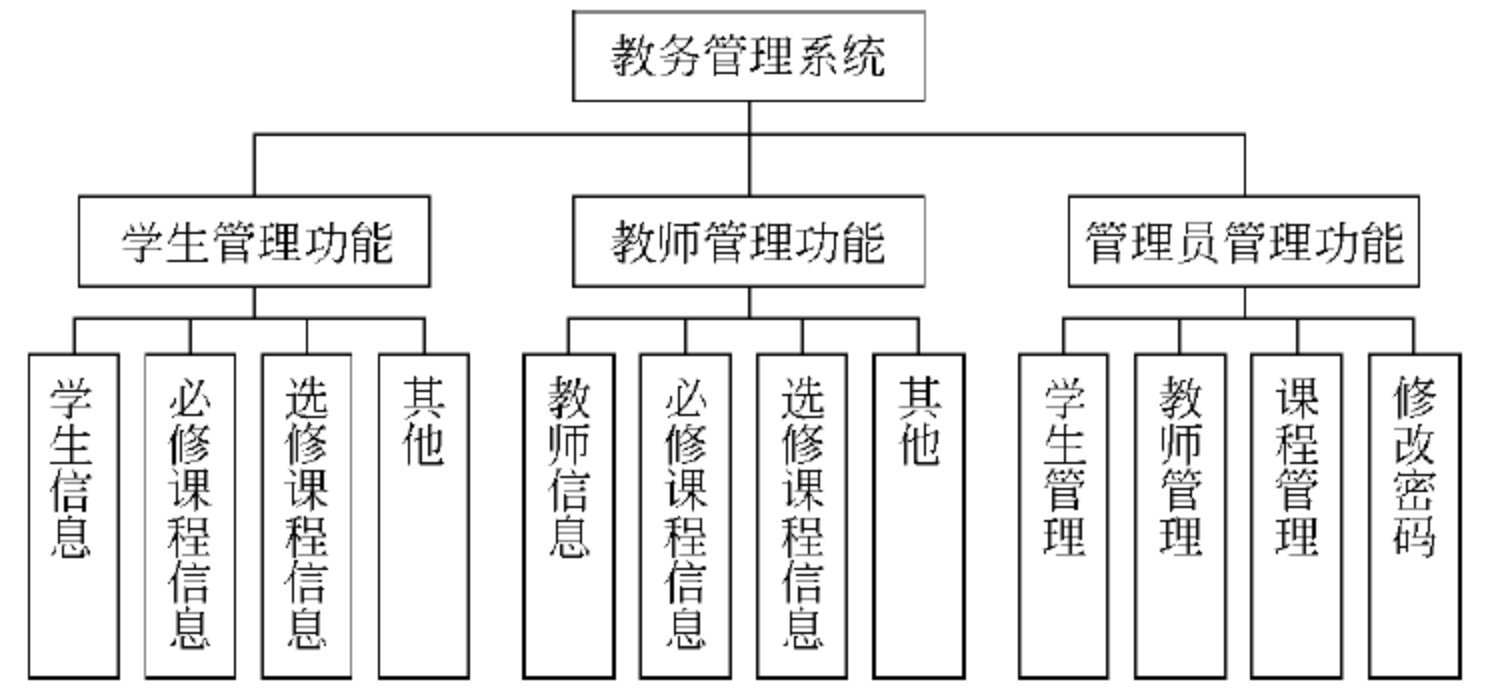 教务管理系统
学生管理功能
教师管理功能
管理员管理功能
学生信息
必修课程信息
选修课程信息
其他
教师信息
必修课程信息
选修课程信息
其他
学生管理
教师管理
课程管理
修改密码